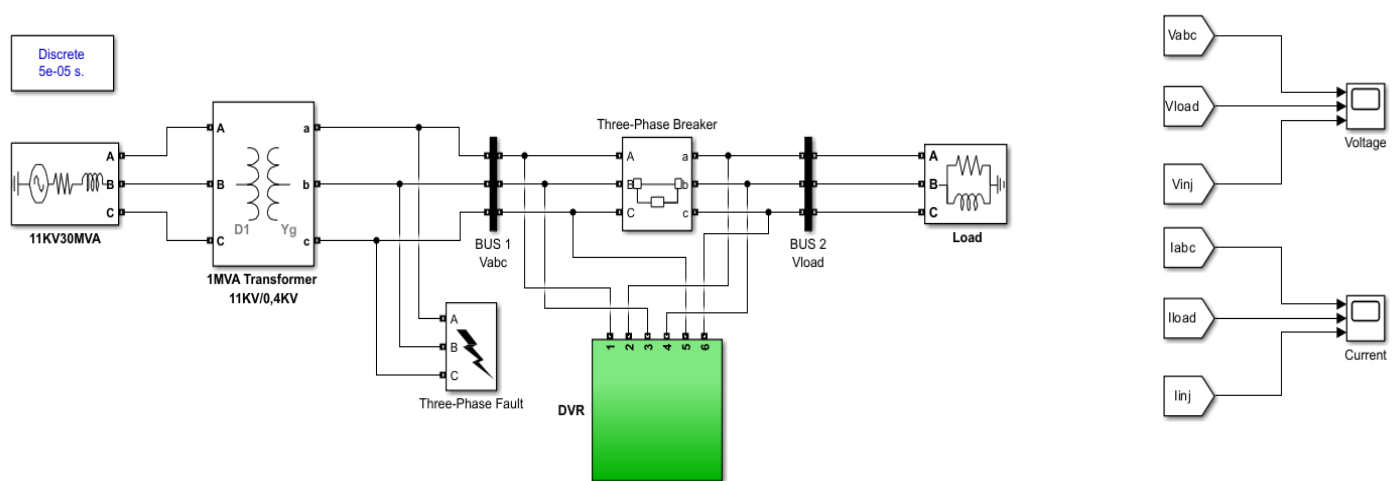 Discrete
5e-05 s.
A
B
C
11KV30MVA
A
B
C
D1
Yg
a
b
c
1MVA Transformer
11KV/0,4KV
A
B
C
Three-Phase Fault
BUS 1
Vabc
Three-Phase Breaker
A
B
C
a
b
c
BUS 2
Vload
A
B
C
Load
1
2
3
4
5
6
DVR
Vabc
Vload
Vinj
Voltage
Iabc
Iload
Iinj
Current